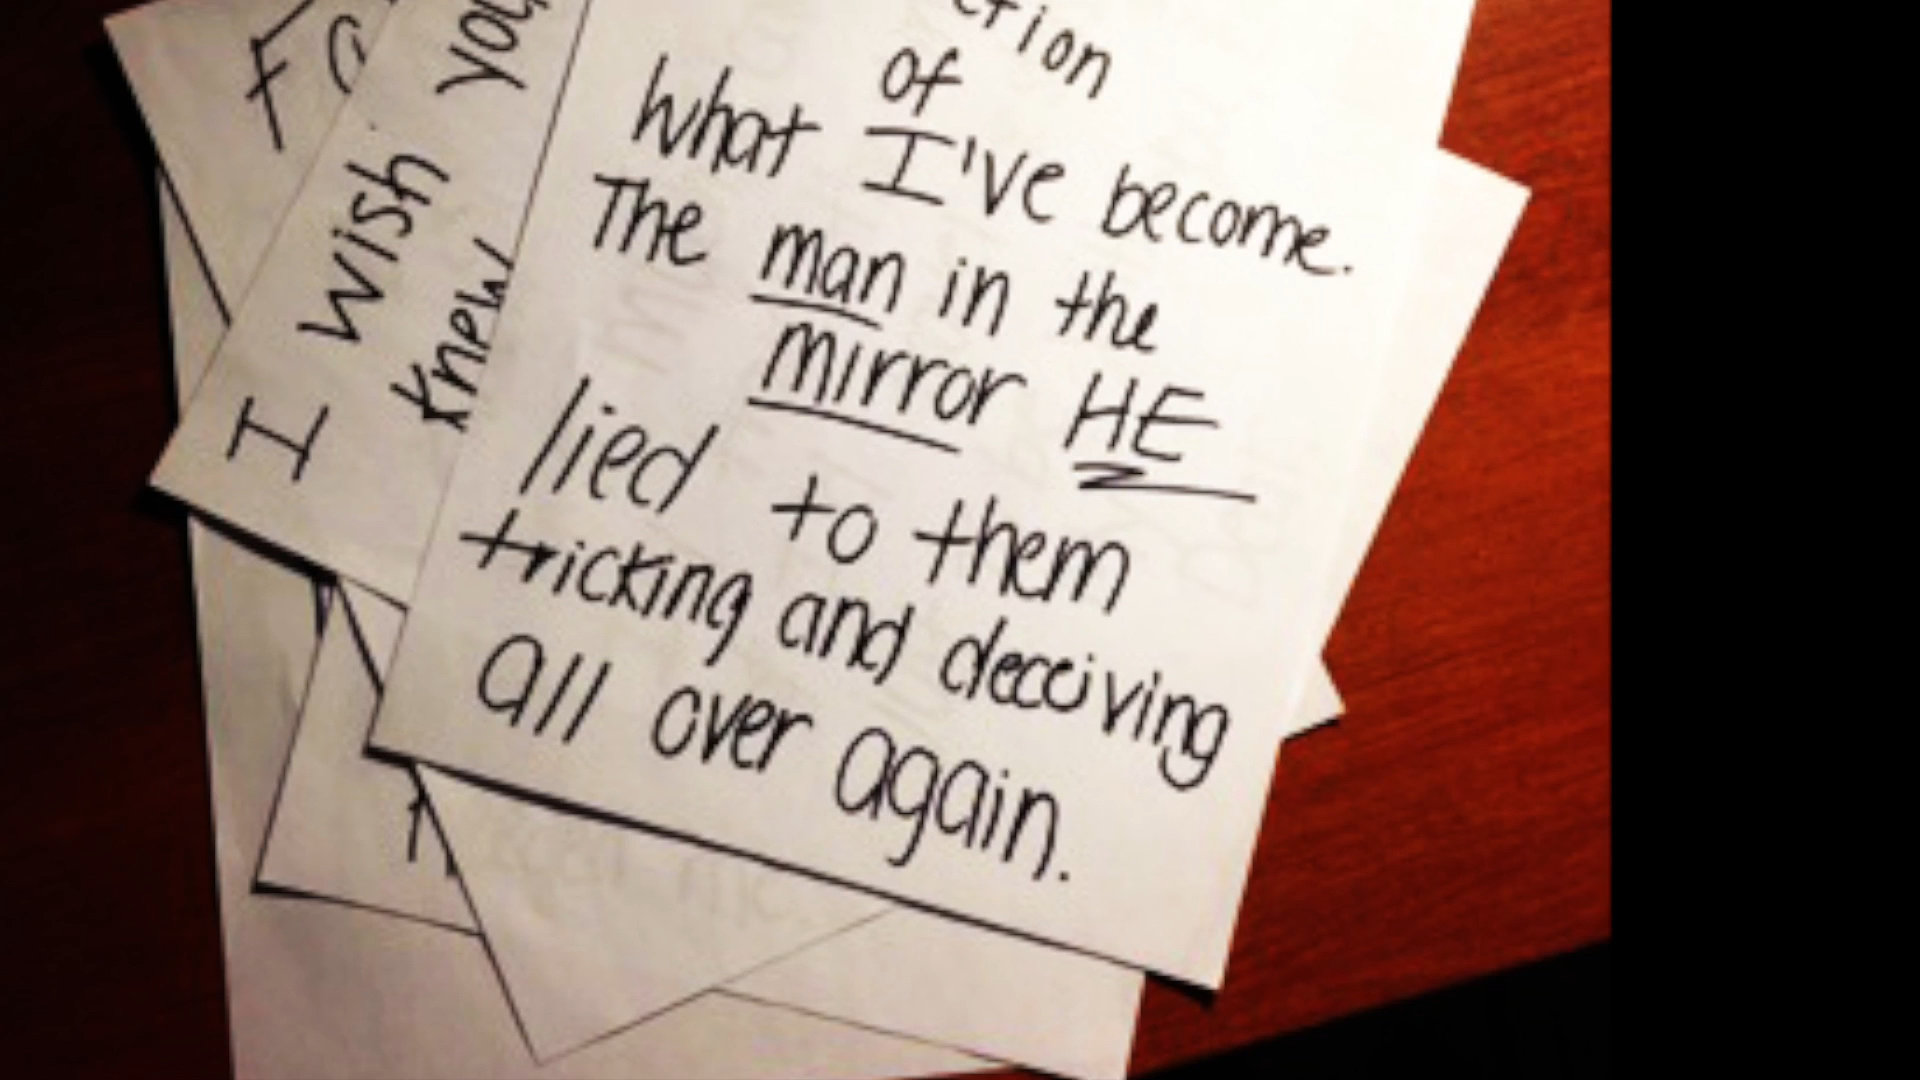 ction
of
what I've become.
The man in the
mirror HE
lied to them
tricking and deceiving
all over again.
I wish you
knew